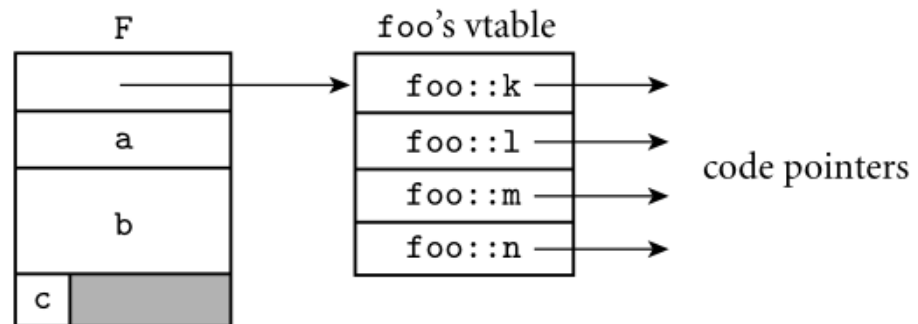 F
foo's vtable
foo::k
a
foo::l
b
foo::m
foo::n
c
code pointers